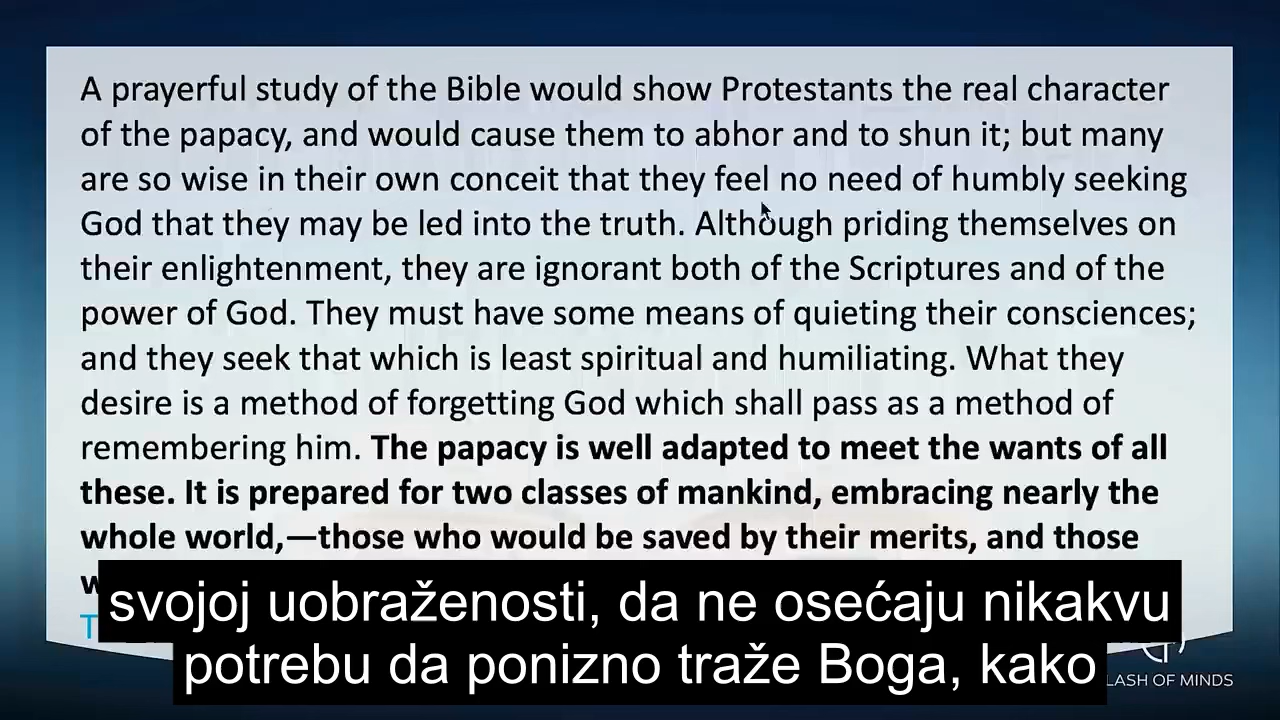 A prayerful study of the Bible would show Protestants the real character
of the papacy, and would cause them to abhor and to shun it; but many
are so wise in their own conceit that they feel no need of humbly seeking
God that they may be led into the truth. Although priding themselves on
their enlightenment, they are ignorant both of the Scriptures and of the
power of God. They must have some means of quieting their consciences;
and they seek that which is least spiritual and humiliating. What they
desire is a method of forgetting God which shall pass as a method of
remembering him. The papacy is well adapted to meet the wants of all
these. It is prepared for two classes of mankind, embracing nearly the
whole world,—those who would be saved by their merits, and those
svojoj uobraženosti, da ne osećaju nikakvu
potrebu da ponizno traže Boga, kako
LASH OF MINDS